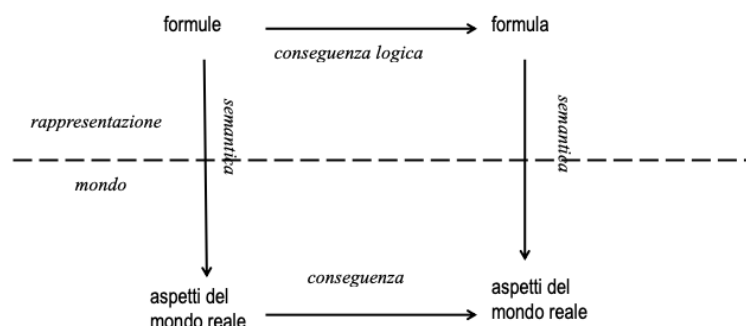 formule
formula
conseguenza logica
semantica
semantica
rappresentazione
mondo
conseguenza
aspetti del
mondo reale
aspetti del
mondo reale